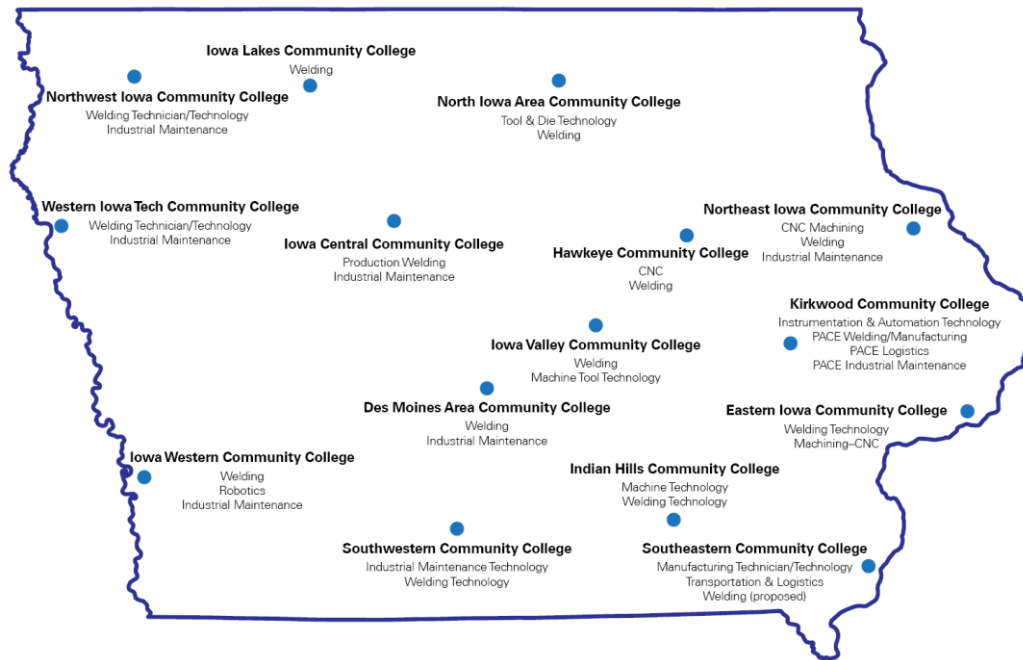 Iowa Lakes Community College
Welding
Northwest Iowa Community College
Welding Technician/Technology
Industrial Maintenance
North Iowa Area Community College
Tool & Die Technology
Welding
Western Iowa Tech Community College
Welding Technician/Technology
Industrial Maintenance
Iowa Central Community College
Production Welding
Industrial Maintenance
Northeast Iowa Community College
CNC Machining
Welding
Industrial Maintenance
Hawkeye Community College
CNC
Welding
Kirkwood Community College
Instrumentation & Automation Technology
PACE Welding/Manufacturing
PACE Logistics
PACE Industrial Maintenance
Iowa Valley Community College
Welding
Machine Tool Technology
Des Moines Area Community College
Welding
Industrial Maintenance
Eastern Iowa Community College
Welding Technology
Machining–CNC
Iowa Western Community College
Welding
Robotics
Industrial Maintenance
Indian Hills Community College
Machine Technology
Welding Technology
Southwestern Community College
Industrial Maintenance Technology
Welding Technology
Southeastern Community College
Manufacturing Technician/Technology
Transportation & Logistics
Welding (proposed)